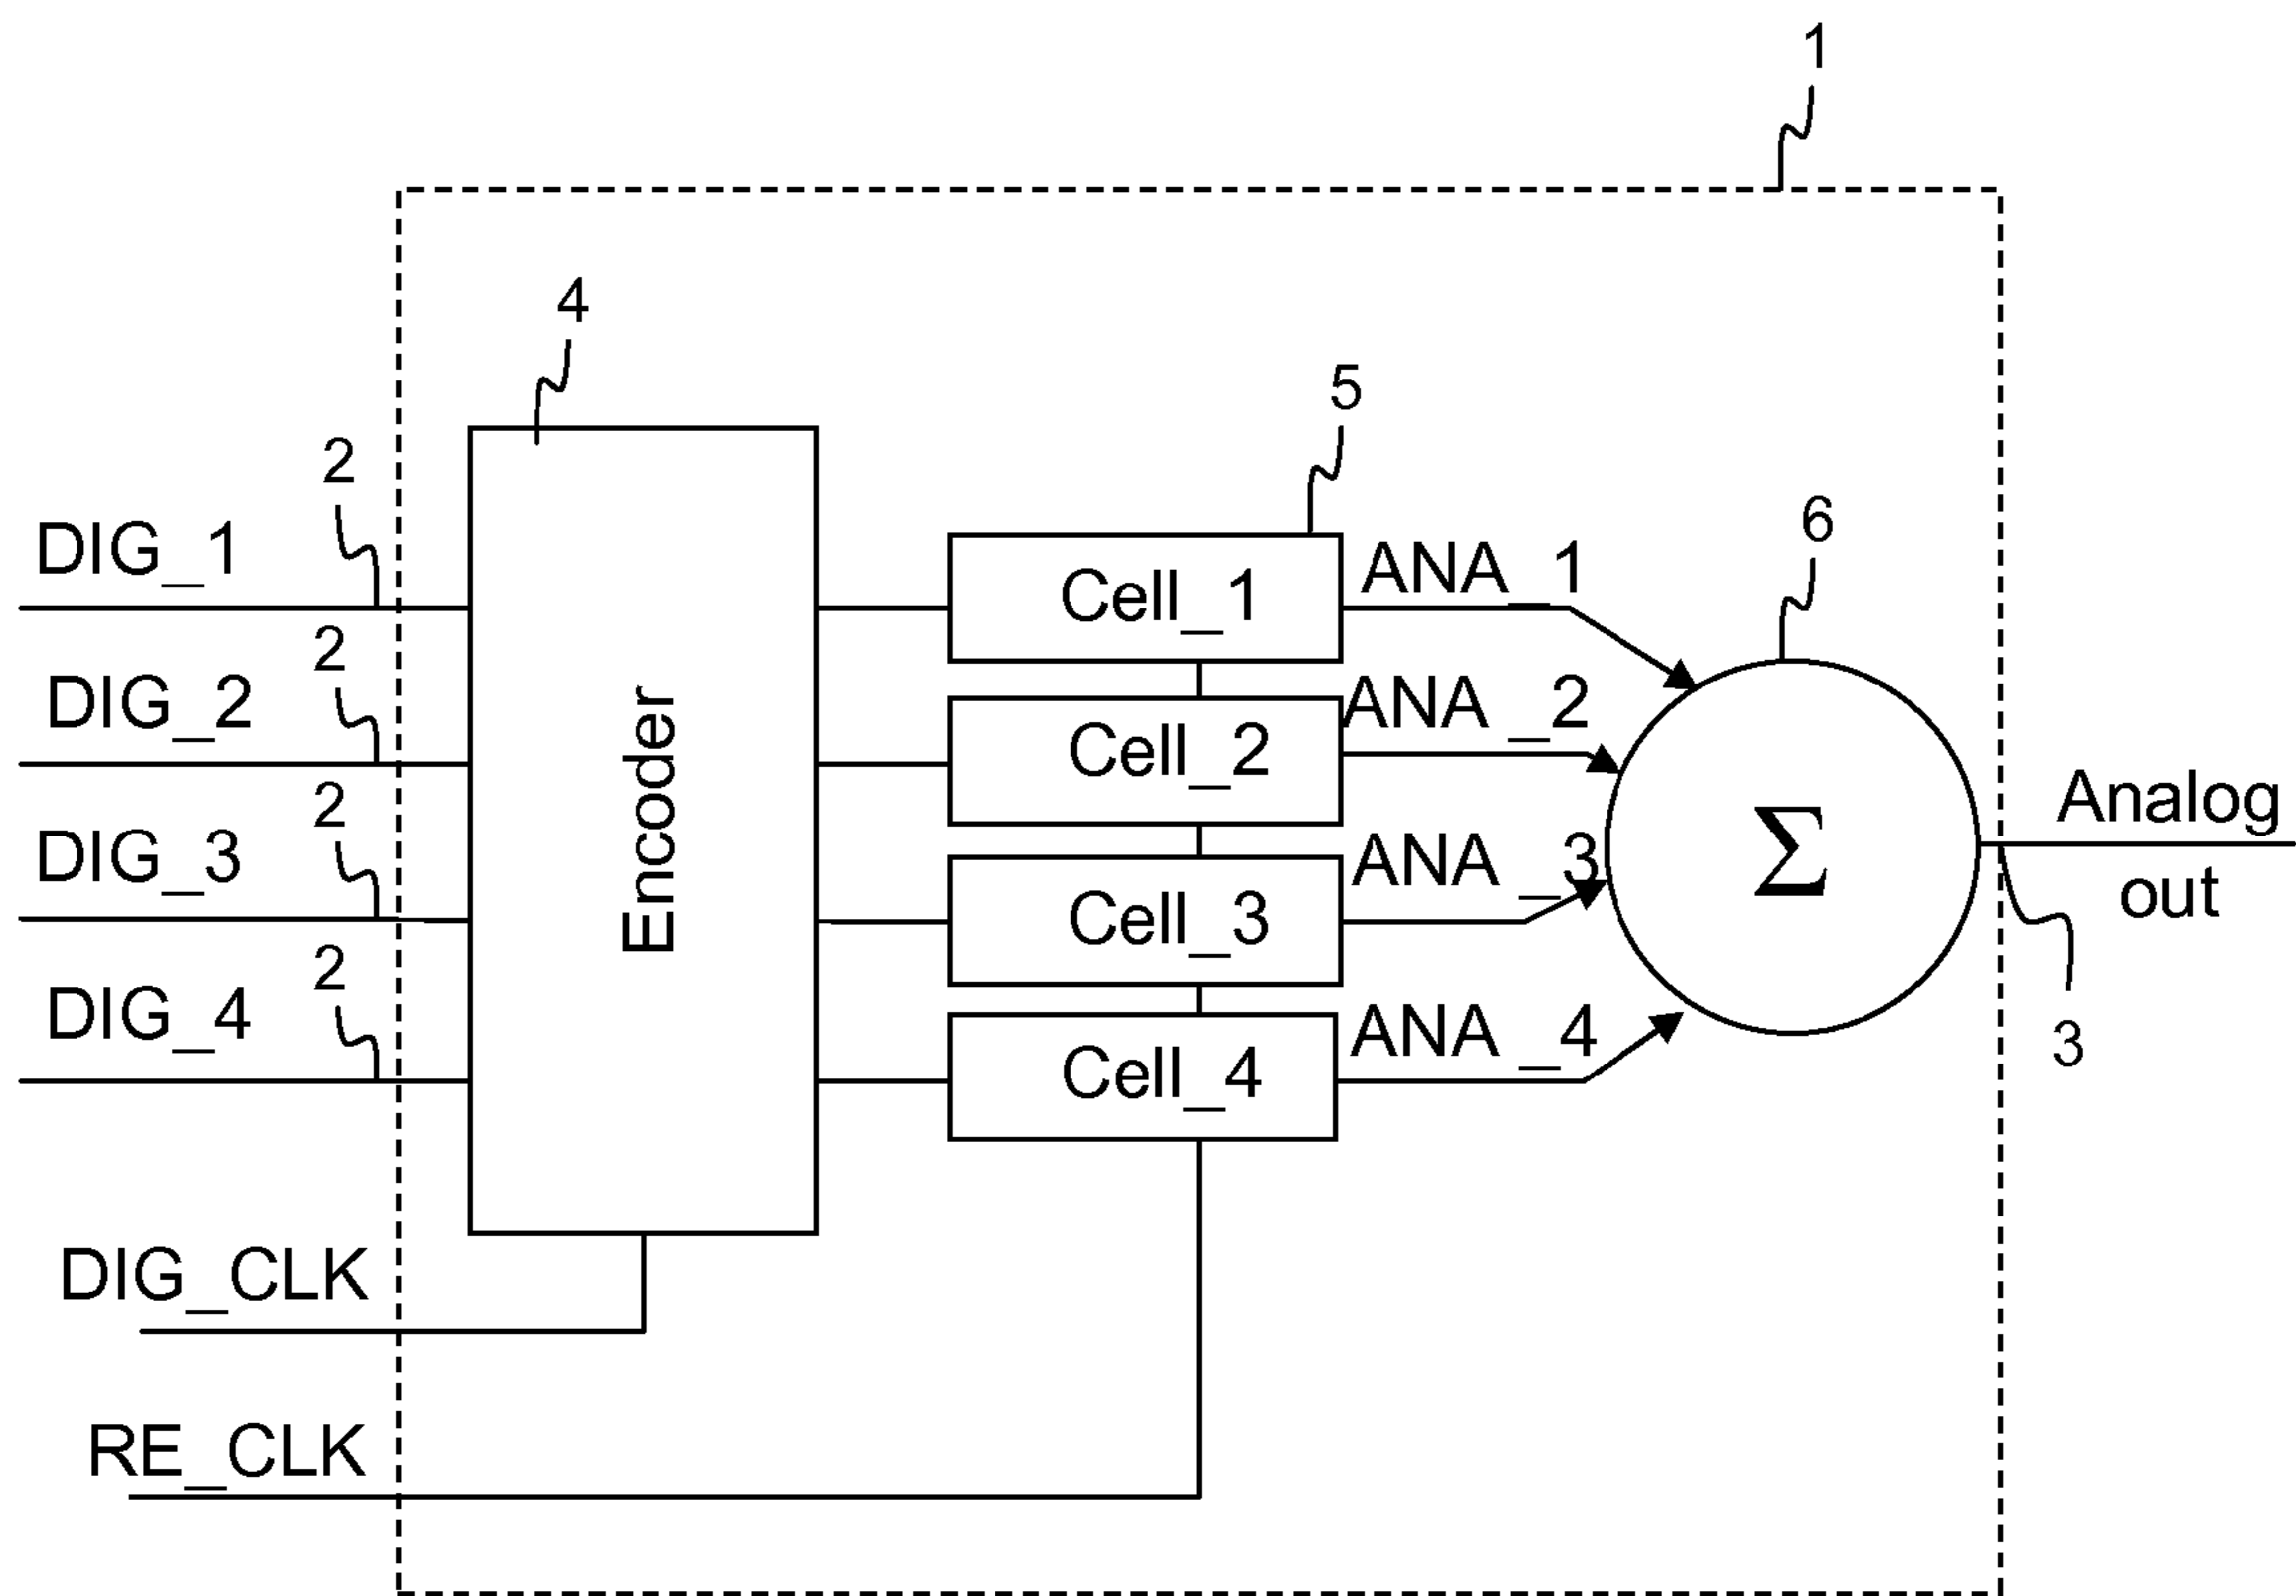 1
4
5
2
6
DIG_1
Cell_1
ANA_1
2
DIG_2
Cell_2
ANA_2
2
DIG_3
Encoder
Cell_3
ANA_3
Σ
Analog
out
2
DIG_4
Cell_4
ANA_4
3
DIG_CLK
RE_CLK